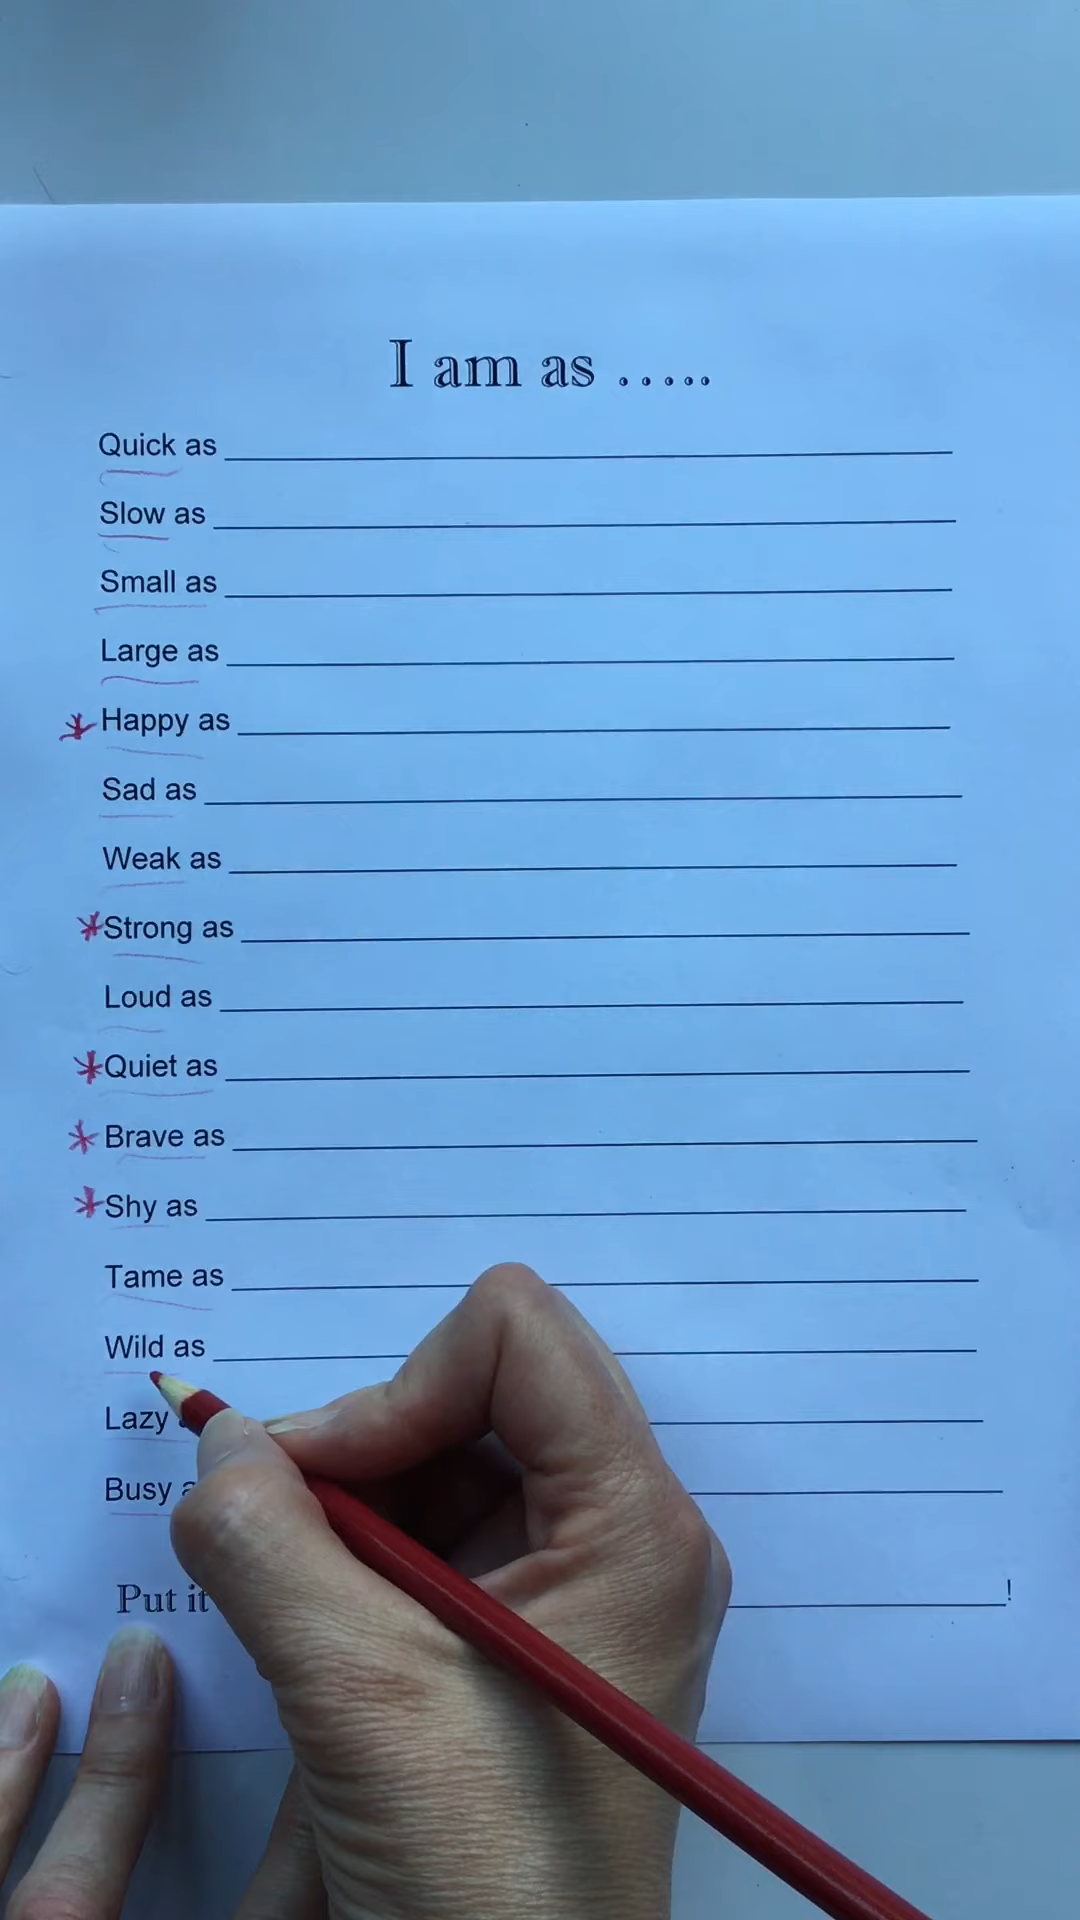 I am as .....
Quick as
Slow as
Small as
Large as
Happy as
Sad as
Weak as
Strong as
Loud as
Quiet as
Brave as
Shy as
Tame as
Wild as
Lazy
Busy
Put it !